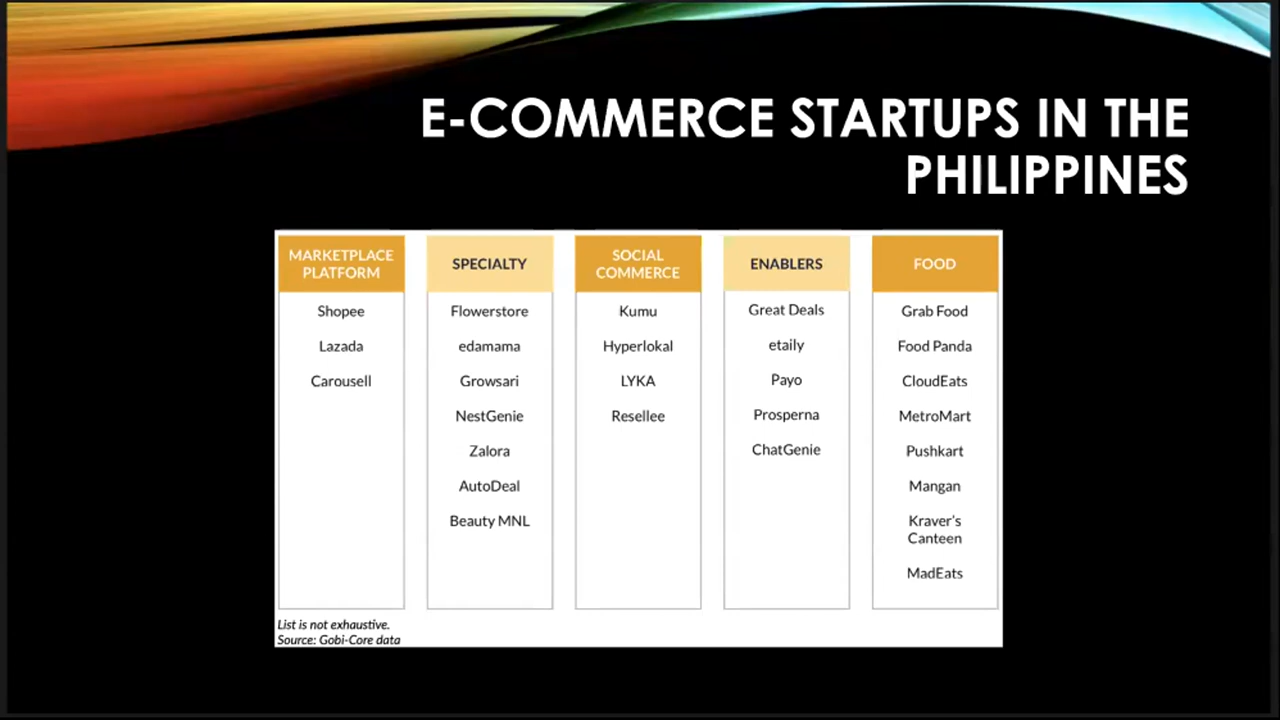 E-COMMERCE STARTUPS IN THE
PHILIPPINES
MARKETPLACE
PLATFORM
Shopee
Lazada
Carousell
SPECIALTY
Flowerstore
edamama
Growsari
NestGenie
Zalora
AutoDeal
Beauty MNL
SOCIAL
COMMERCE
Kumu
Hyperlokal
LYKA
Resellee
ENABLERS
Great Deals
etaily
Payo
Prosperna
ChatGenie
FOOD
Grab Food
Food Panda
CloudEats
MetroMart
Pushkart
Mangan
Kraver's
Canteen
MadEats
List is not exhaustive.
Source: Gobi-Core data